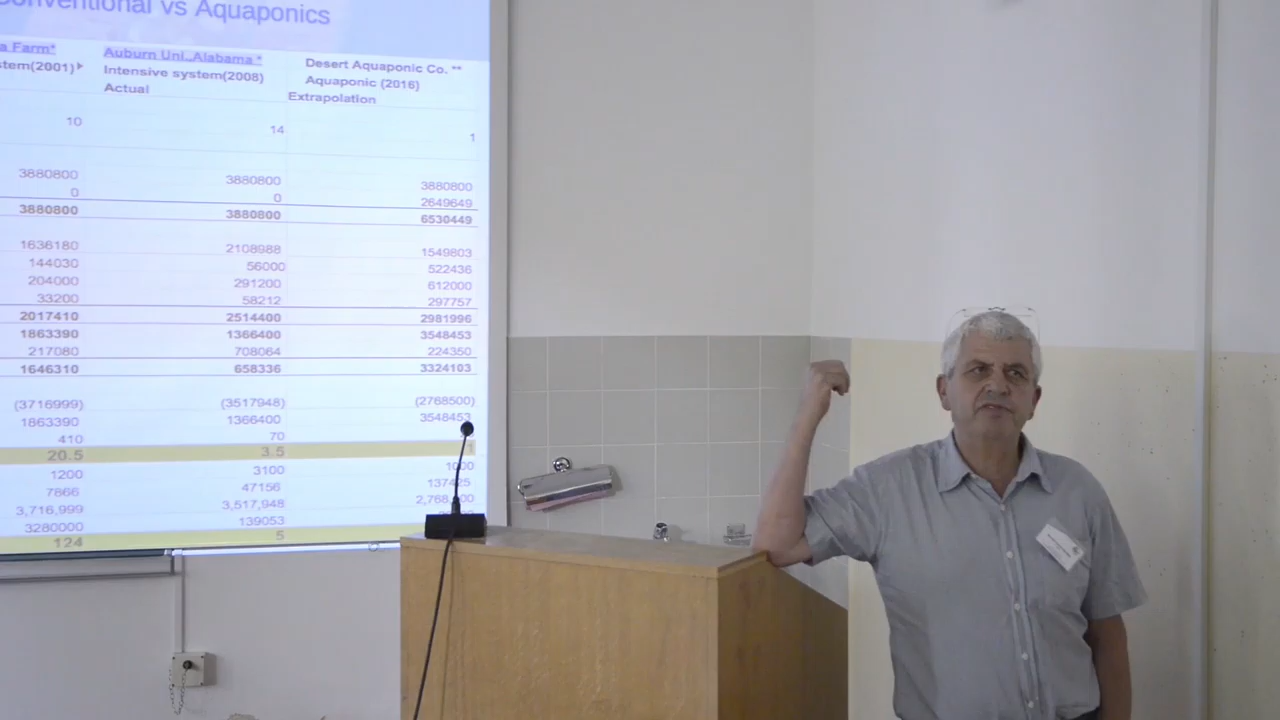 onventional vs Aquaponics
a Farm* Auburn Uni.,Alabama * Desert Aquaponic Co. **
stem(2001) Intensive system(2008) Aquaponic (2016)
Actual Extrapolation
10 14 1
3880800 3880800 3880800
0 0 2649649
3880800 3880800 6530449
1636180 2108988 1549803
144030 56000 522436
204000 291200 612000
33200 58212 297757
2017410 2514400 2981996
1863390 1366400 3548453
217080 708064 224350
1646310 658336 3324103
(3716999) (3517948) (2768500)
1863390 1366400 3548453
410 70
20.5 3.5 1
1200 3100 1000
7866 47156 137425
3,716,999 3,517,948
3280000 139053
124 5